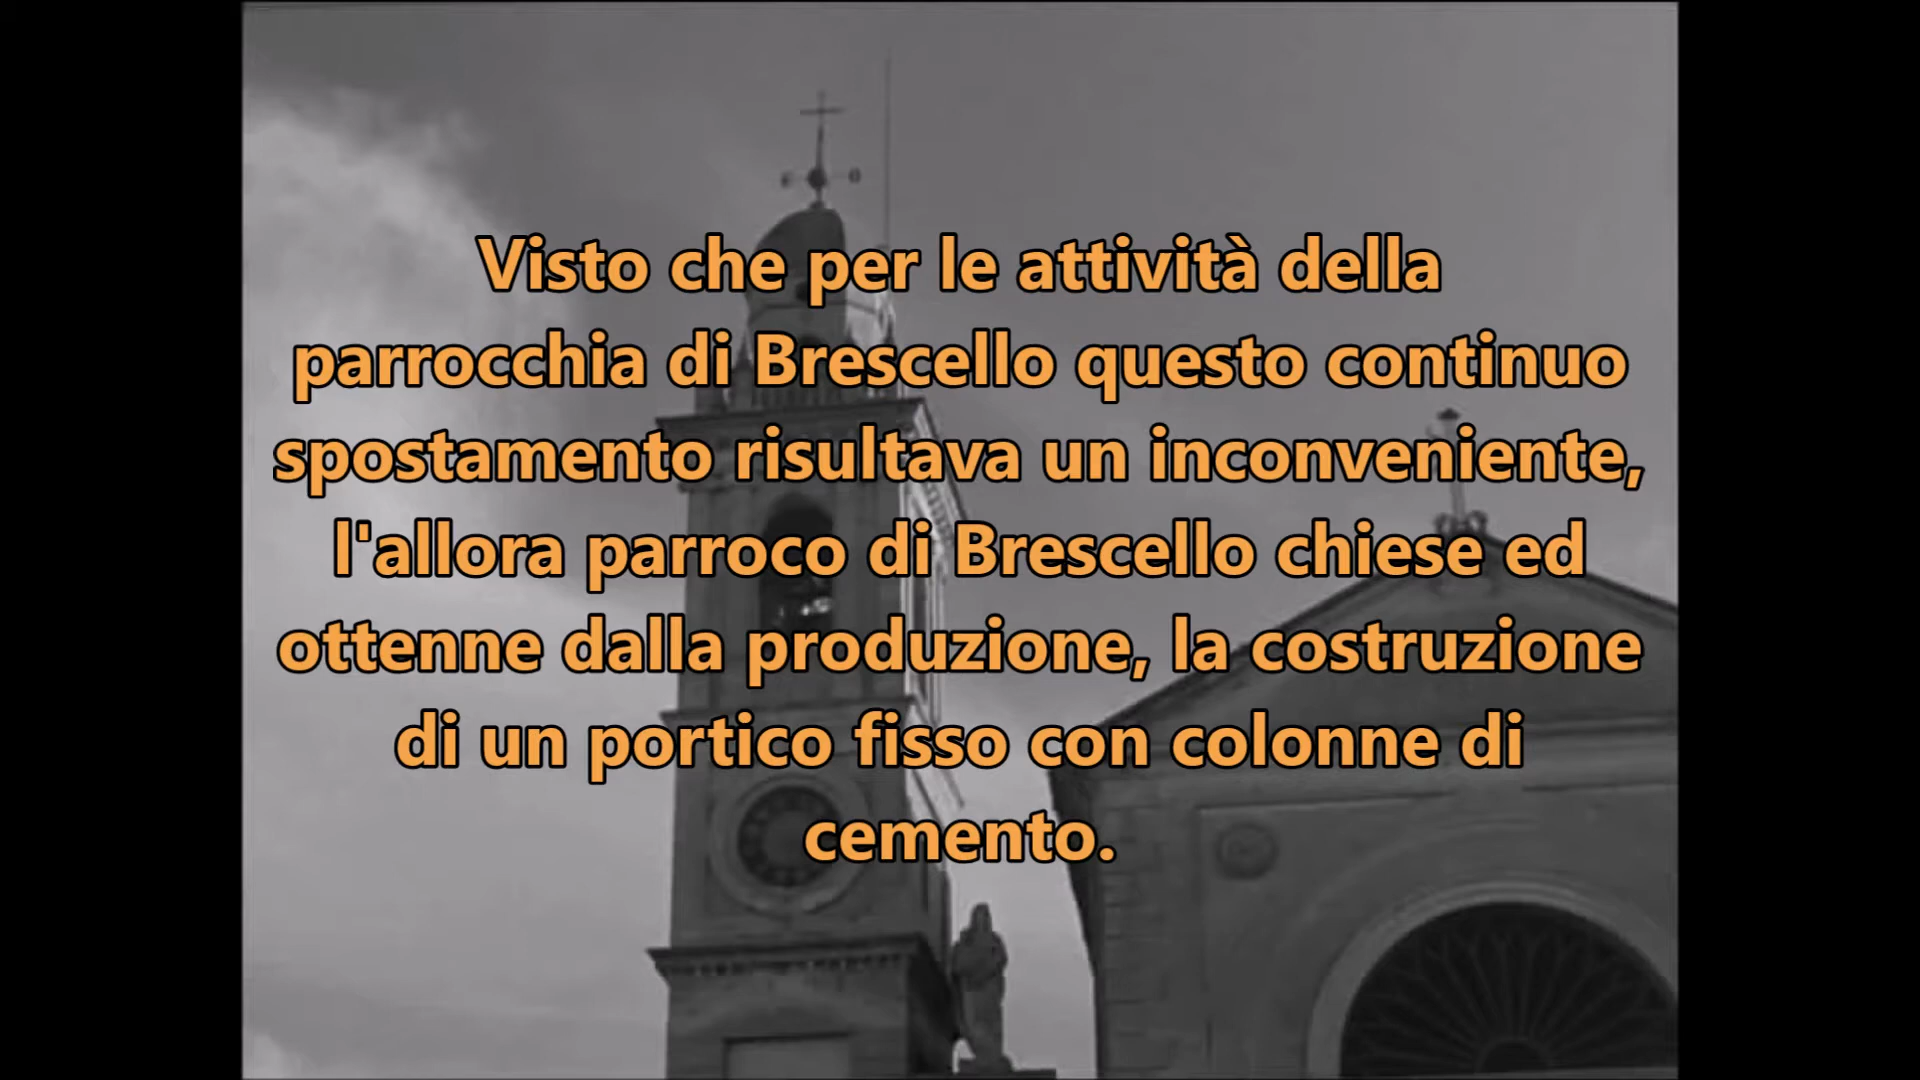 Visto che per le attività della
parrocchia di Brescello questo continuo
spostamento risultava un inconveniente,
l'allora parroco di Brescello chiese ed
ottenne dalla produzione, la costruzione
di un portico fisso con colonne di
cemento.